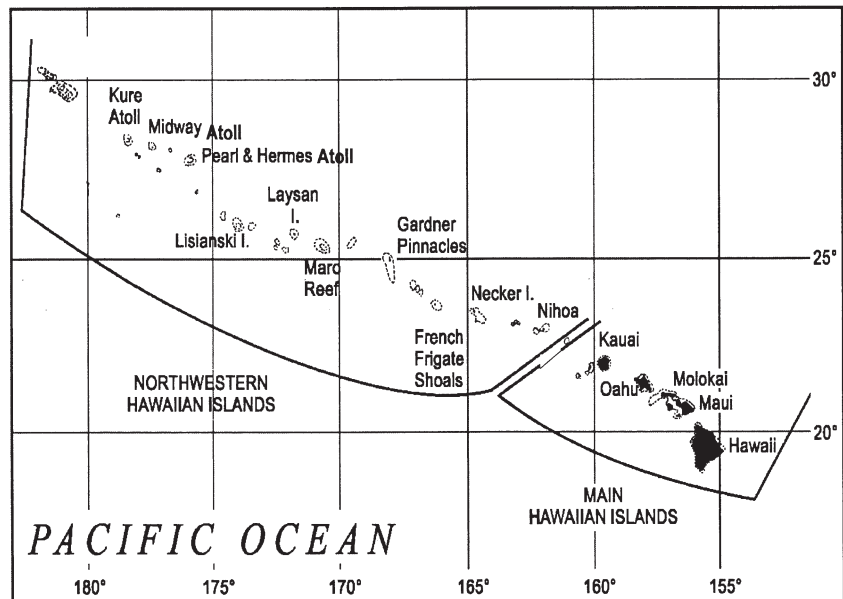 30°
Kure
Atoll
Midway Atoll
Pearl & Hermes Atoll
Laysan
I.
Lisianski I.
Maro
Reef
Gardner
Pinnacles
25°
Necker I.
Nihoa
French
Frigate
Shoals
Kauai
Oahu
Molokai
Maui
Hawaii
20°
NORTHWESTERN
HAWAIIAN ISLANDS
MAIN
HAWAIIAN ISLANDS
PACIFIC OCEAN
180° 175° 170° 165° 160° 155°